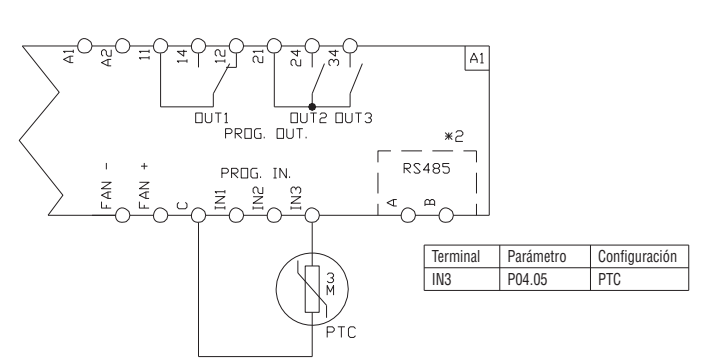 A1 A2 11 14 12 21 24 34
A1
OUT1 OUT2 OUT3
PROG. OUT.
*2
RS485
PROG. IN.
FAN - FAN + C IN1 IN2 IN3 A B
3
M
PTC
Terminal Parámetro Configuración
IN3 P04.05 PTC